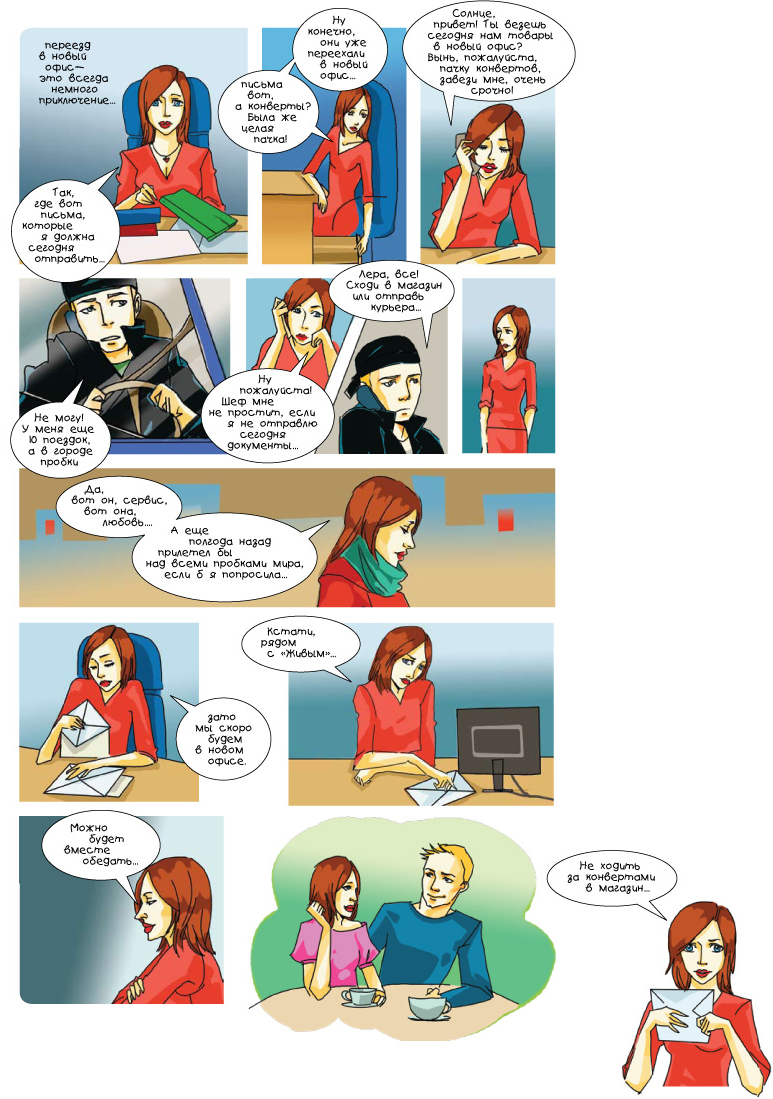 переезд
в новый
офис—
это всегда
немного
приключение...
Так,
где вот
письма,
которые
я должна
сегодня
отправить...
Ну
конечно,
они уже
переехали
в новый
офис...
письма
вот,
а конверты?
Была же
целая
пачка!
Солнце,
привет! Ты везешь
сегодня нам товары
в новый офис?
Вынь, пожалуйста,
пачку конвертов,
завези мне, очень
срочно!
Не могу!
У меня еще
10 поездок,
а в городе
пробки
Ну
пожалуйста!
Шеф мне
не простит, если
я не отправлю
сегодня
документы...
Лера, все!
Сходи в магазин
или отправь
курьера...
Да,
вот он, сервис,
вот она,
любовь....
А еще
полгода назад
прилетел бы
над всеми пробками мира,
если б я попросила...
зато
мы скоро
будем
в новом
офисе.
Кстати,
рядом
с «Живым»...
Можно
будет
вместе
обедать...
Не ходить
за конвертами
в магазин...